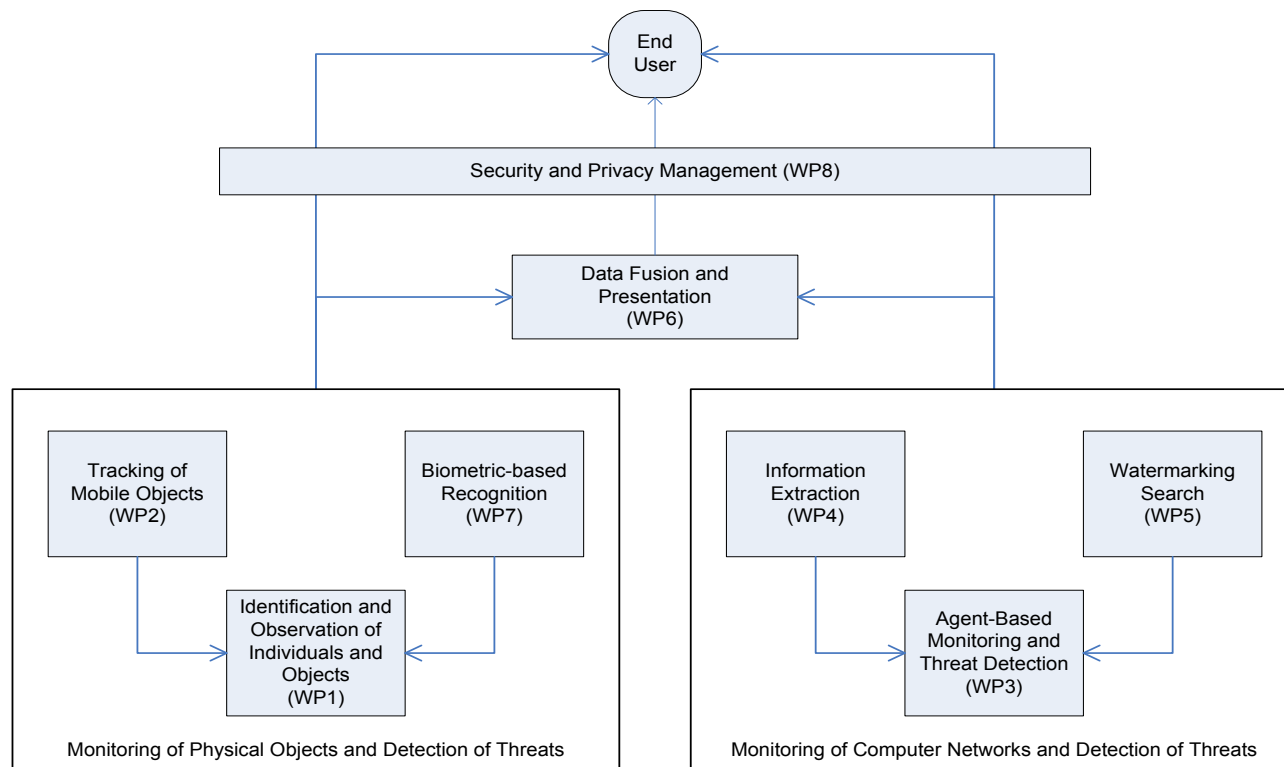 End
User
Security and Privacy Management (WP8)
Data Fusion and
Presentation
(WP6)
Tracking of
Mobile Objects
(WP2)
Biometric-based
Recognition
(WP7)
Identification and
Observation of
Individuals and
Objects
(WP1)
Monitoring of Physical Objects and Detection of Threats
Information
Extraction
(WP4)
Watermarking
Search
(WP5)
Agent-Based
Monitoring and
Threat Detection
(WP3)
Monitoring of Computer Networks and Detection of Threats